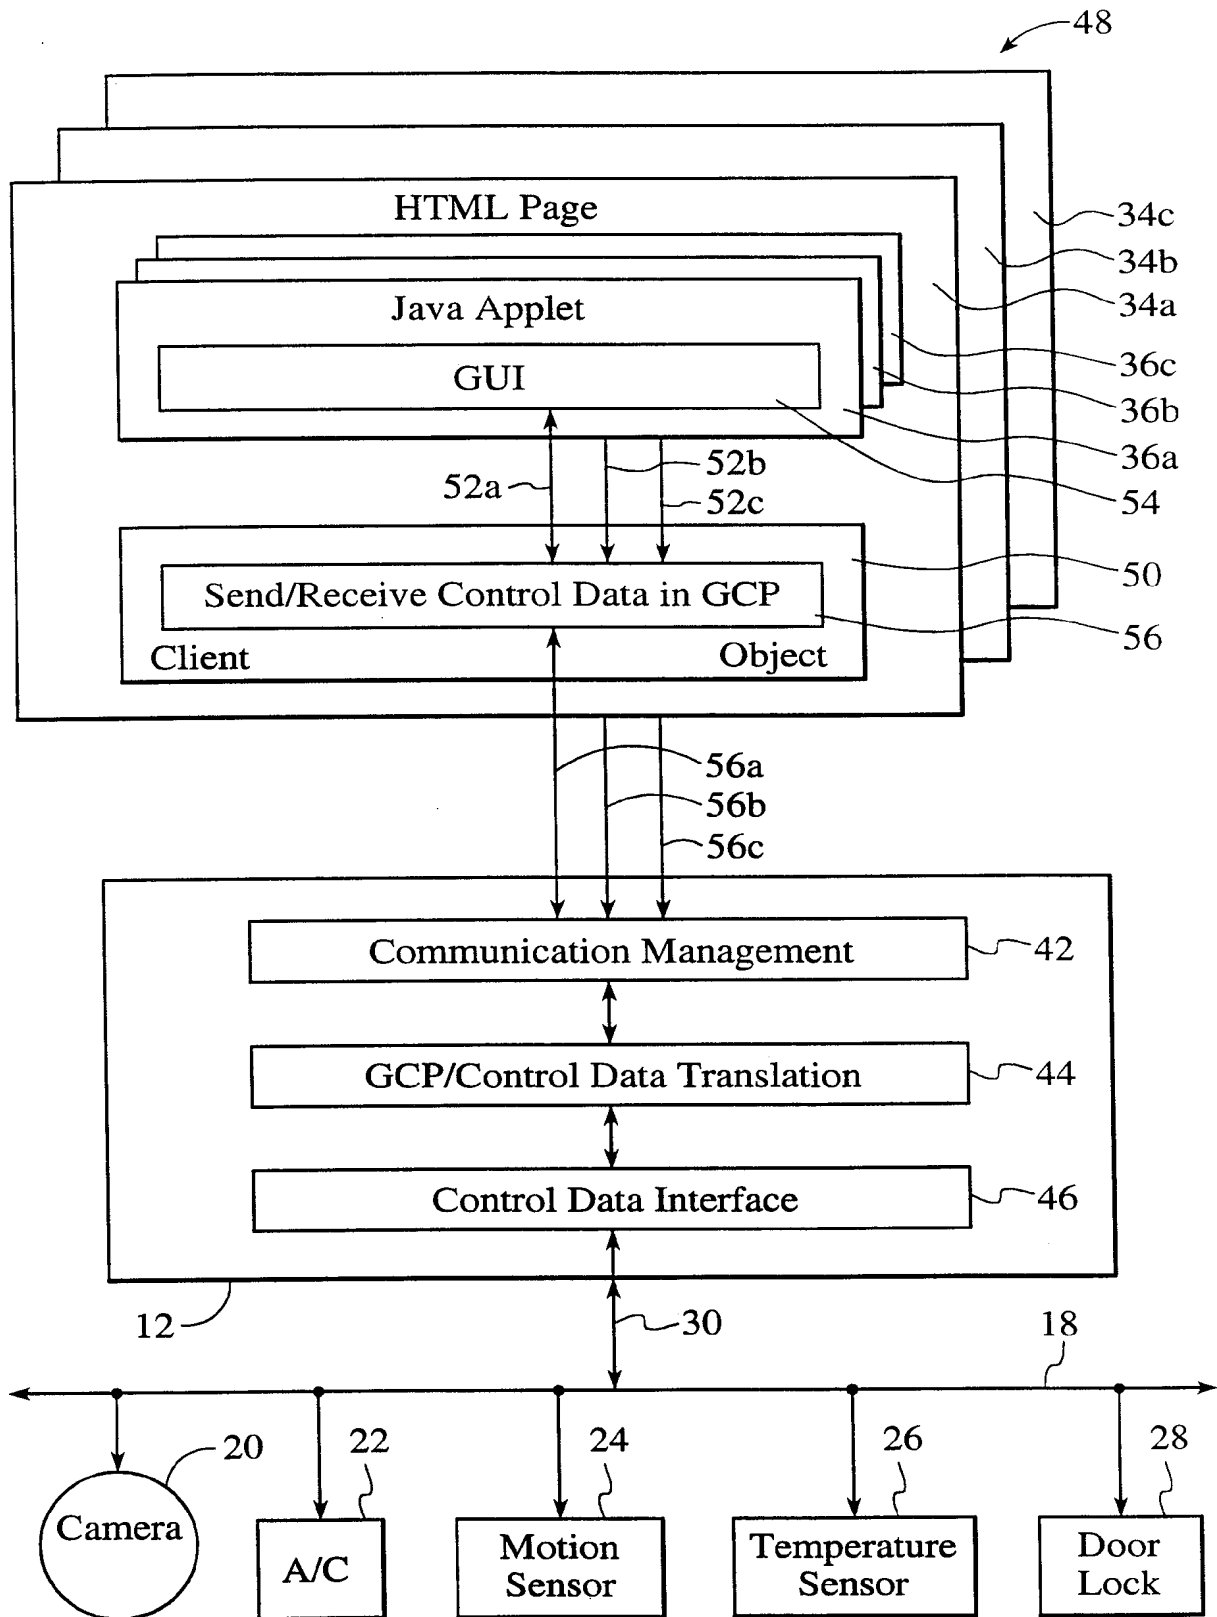 48
HTML Page
34c
34b
34a
Java Applet
36c
GUI
36b
36a
52b
52a
52c
54
50
Send/Receive Control Data in GCP
56
Client
Object
56a
56b
56c
Communication Management
42
GCP/Control Data Translation
44
Control Data Interface
46
12
30
18
20
22
24
26
28
Camera
A/C
Motion
Sensor
Temperature
Sensor
Door
Lock